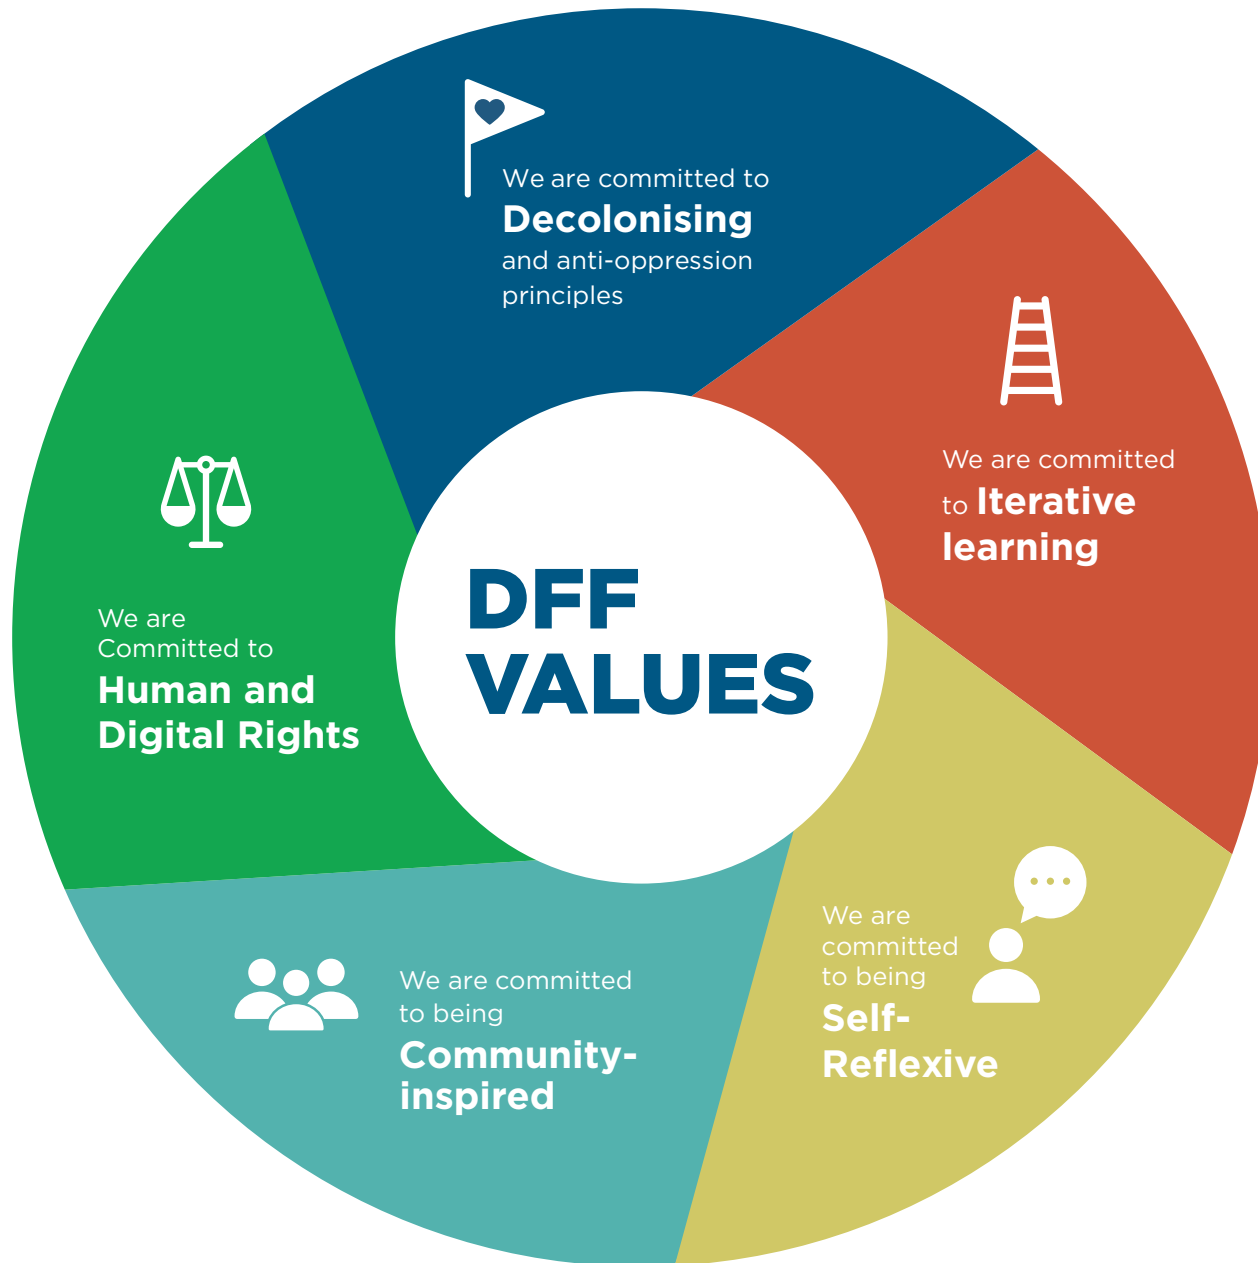 We are committed to
Decolonising
and anti-oppression
principles
We are committed
to Iterative
learning
DFF
VALUES
We are
Committed to
Human and
Digital Rights
We are
committed
to being
Self-
Reflexive
We are committed
to being
Community-
inspired